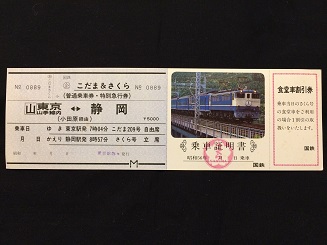 こだま&さくら
No 0889
No 0889
(普通乗車券・特別急行券)
山 東京 山手線内 ↔ 静岡
(小田原 経由)
¥5000
乗車日 ゆき 東京駅発 7時04分 こだま209号 自由席
月 日 かえり 静岡駅発 8時57分 さくら号 立席
乗車証明書
昭和56年 月 日 乗車
国鉄
食堂車割引券
国鉄